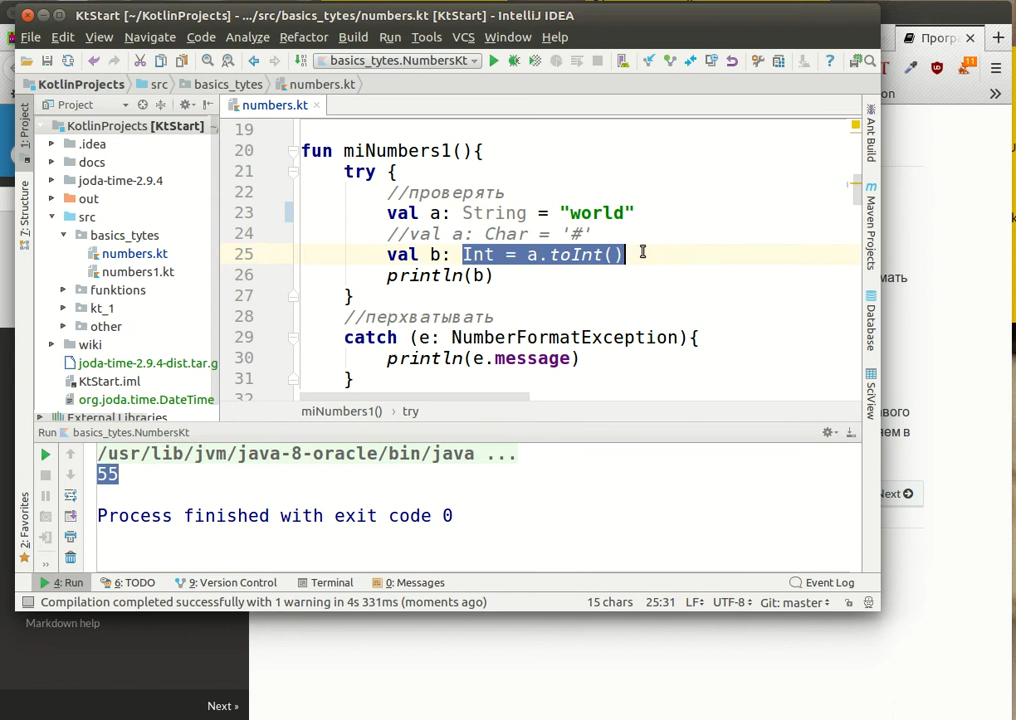 KtStart [~/KotlinProjects] - .../src/basics_tytes/numbers.kt [KtStart] - IntelliJ IDEA
File Edit View Navigate Code Analyze Refactor Build Run Tools VCS Window Help
basics_tytes.NumbersKt
KotlinProjects src basics_tytes numbers.kt
Project
numbers.kt
KotlinProjects [KtStart]
.idea
docs
joda-time-2.9.4
out
src
basics_tytes
numbers.kt
number1.kt
funktions
kt_1
other
wiki
joda-time-2.9.4-dist.tar.g
KtStart.iml
org.joda.time.DateTime
External Libraries
1: Project
7: Structure
2: Favorites
19
20 fun miNumbers1(){
21 try {
22 //проверять
23 val a: String = "world"
24 //val a: Char = '#'
25 val b: Int = a.toInt()
26 println(b)
27 }
28 //перхватывать
29 catch (e: NumberFormatException){
30 println(e.message)
31 }
32
miNumbers1() try
Ant Build
Maven Projects
Database
SciView
Run basics_tytes.NumbersKt
/usr/lib/jvm/java-8-oracle/bin/java ...
55
Process finished with exit code 0
4: Run 6: TODO 9: Version Control Terminal 0: Messages Event Log
Compilation completed successfully with 1 warning in 4s 331ms (moments ago) 15 chars 25:31 LF UTF-8 Git: master
Прогр
11
Markdown help
Next »